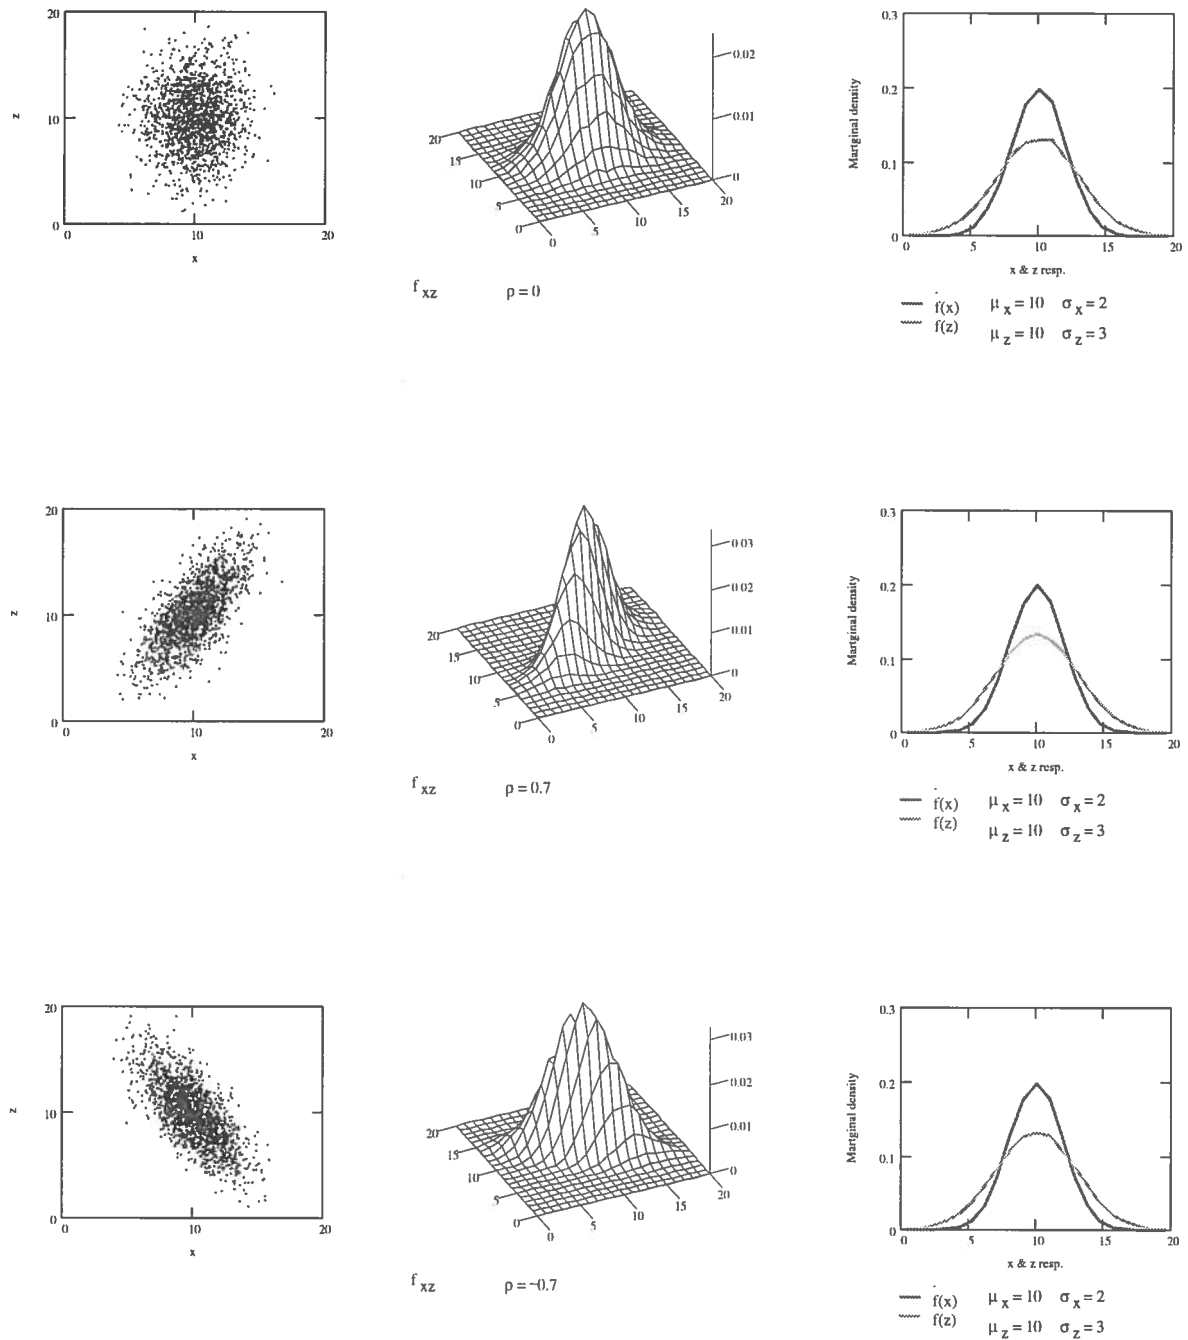 20
z
10
0
0 10 20
x
0.02
0.01
0
20
15
10
5
0
0 5 10 15 20
f xz ρ = 0
0.3
0.2
Martginal density
0.1
0
0 5 10 15 20
x & z resp.
f(x) μ x = 10 σ x = 2
f(z)
μ z = 10 σ z = 3
20
z
10
0
0 10 20
x
0.03
0.02
0.01
0
20
15
10
5
0
0 5 10 15 20
f xz ρ = 0.7
0.3
0.2
Martginal density
0.1
0
0 5 10 15 20
x & z resp.
f(x) μ x = 10 σ x = 2
f(z)
μ z = 10 σ z = 3
20
z
10
0
0 10 20
x
0.03
0.02
0.01
0
20
15
10
5
0
0 5 10 15 20
f xz ρ = −0.7
0.3
0.2
Martginal density
0.1
0
0 5 10 15 20
x & z resp.
f(x) μ x = 10 σ x = 2
f(z)
μ z = 10 σ z = 3